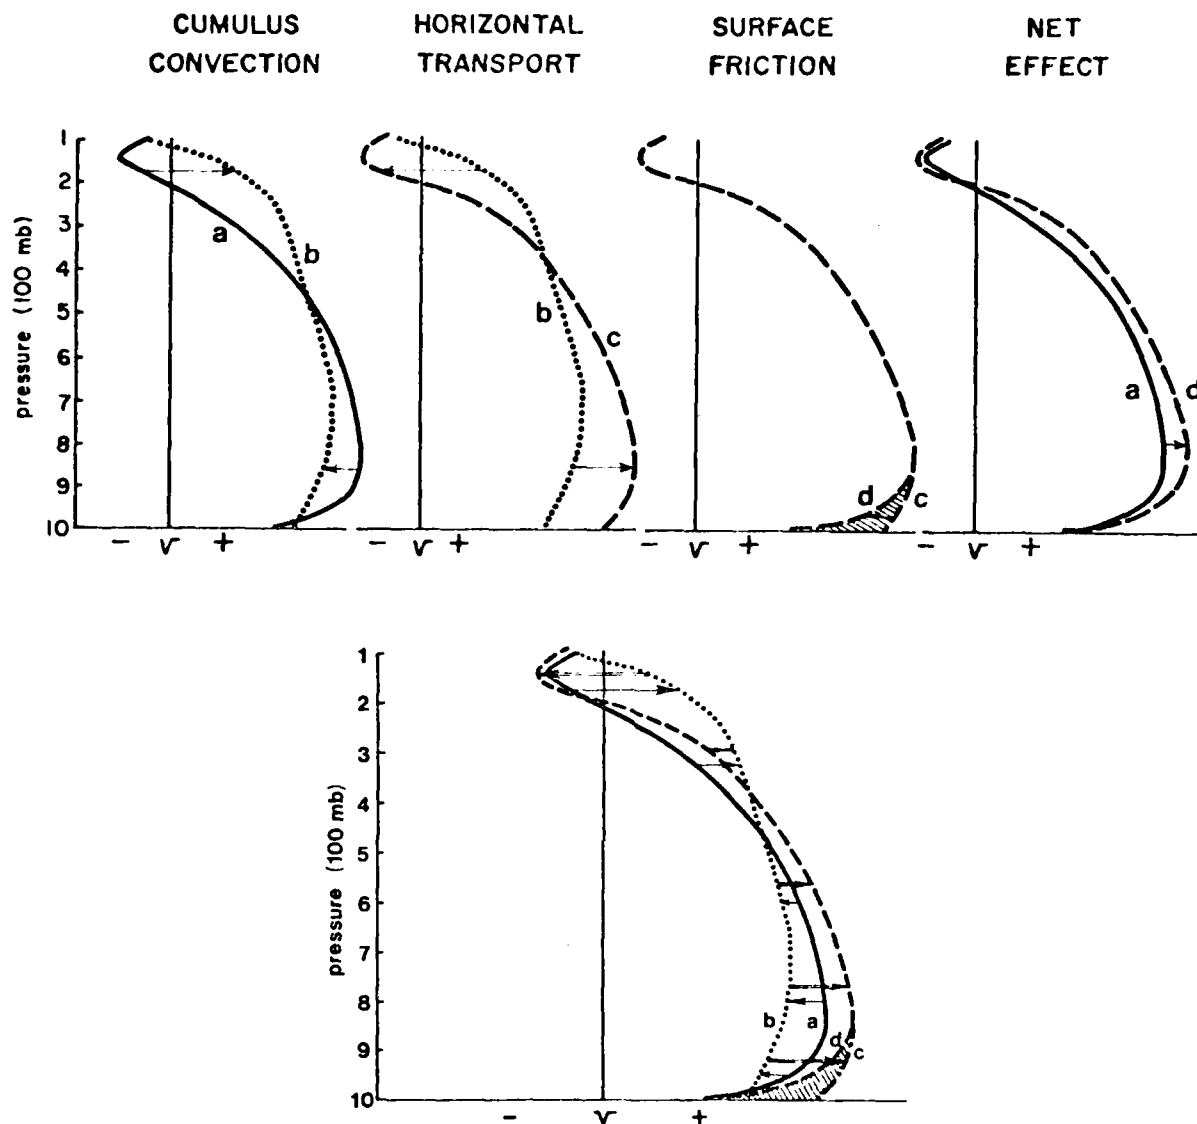 CUMULUS CONVECTION
HORIZONTAL TRANSPORT
SURFACE FRICTION
NET EFFECT
pressure (100 mb)
1
2
3
4
5
6
7
8
9
10
a
b
b
c
d
c
a
d
- v +
- v +
- v +
- v +
pressure (100 mb)
1
2
3
4
5
6
7
8
9
10
b
a
d
c
- v +